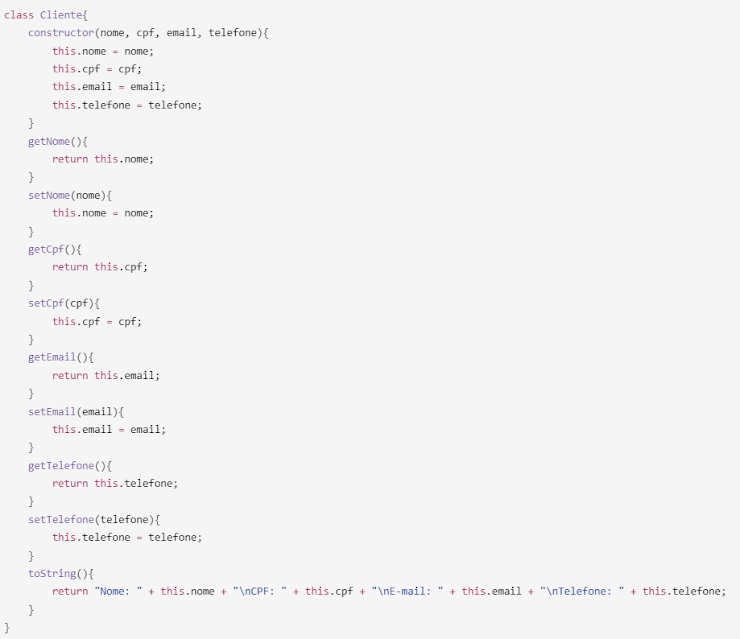 class Cliente{
    constructor(nome, cpf, email, telefone){
        this.nome = nome;
        this.cpf = cpf;
        this.email = email;
        this.telefone = telefone;
    }
    getNome(){
        return this.nome;
    }
    setNome(nome){
        this.nome = nome;
    }
    getCpf(){
        return this.cpf;
    }
    setCpf(cpf){
        this.cpf = cpf;
    }
    getEmail(){
        return this.email;
    }
    setEmail(email){
        this.email = email;
    }
    getTelefone(){
        return this.telefone;
    }
    setTelefone(telefone){
        this.telefone = telefone;
    }
    toString(){
        return "Nome: " + this.nome + "\nCPF: " + this.cpf + "\nE-mail: " + this.email + "\nTelefone: " + this.telefone;
    }
}